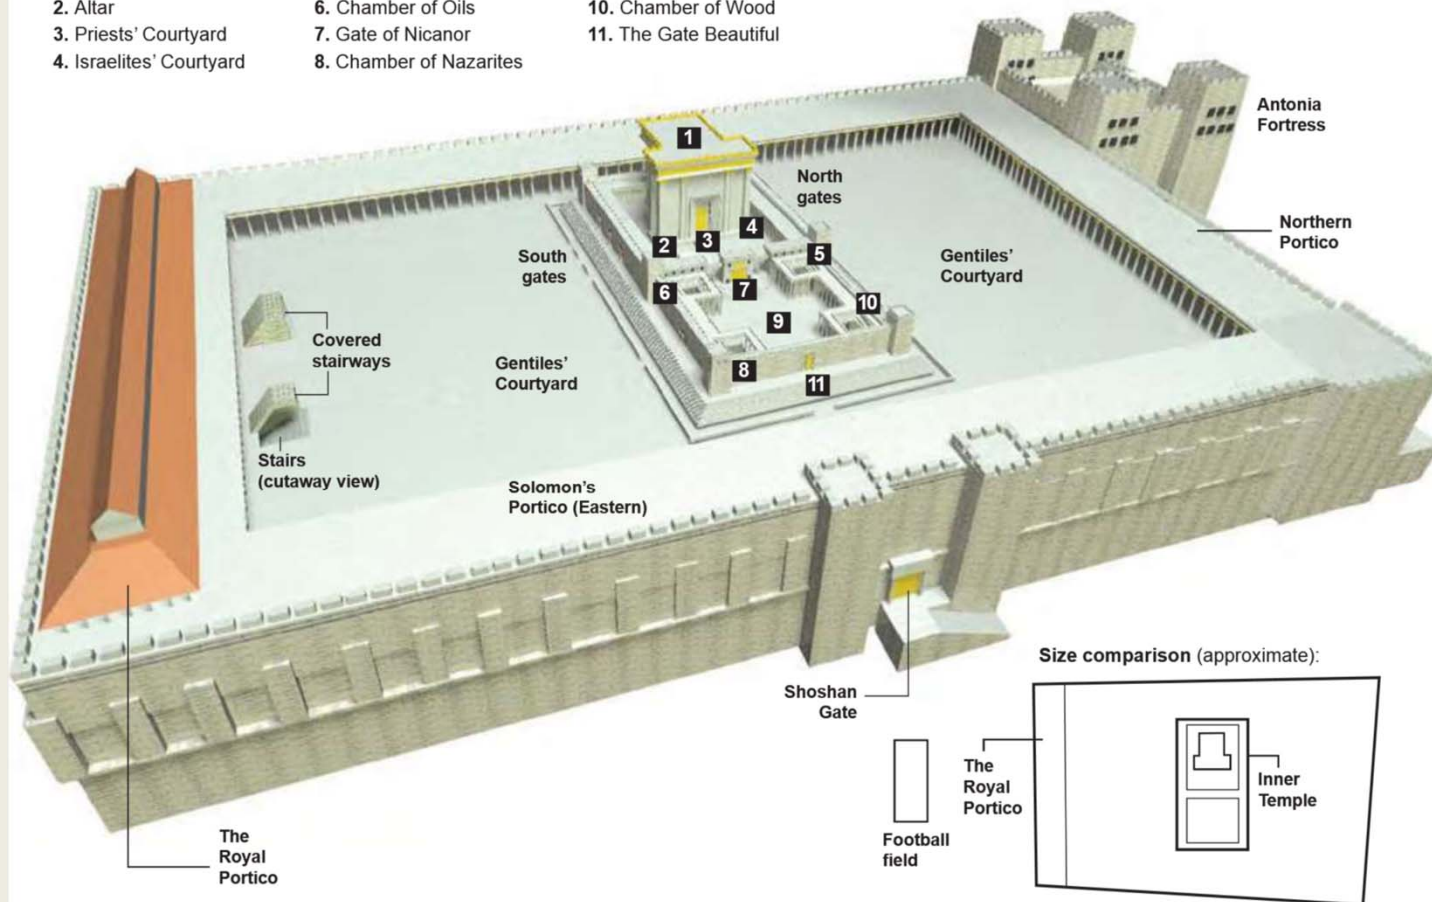 2. Altar
6. Chamber of Oils
10. Chamber of Wood
3. Priests’ Courtyard
7. Gate of Nicanor
11. The Gate Beautiful
4. Israelites’ Courtyard
8. Chamber of Nazarites
Antonia
Fortress
1
North
gates
Northern
Portico
2
3
4
5
South
gates
Gentiles’
Courtyard
6
7
10
9
Covered
stairways
Gentiles’
Courtyard
8
11
Stairs
(cutaway view)
Solomon’s
Portico (Eastern)
Shoshan
Gate
Size comparison (approximate):
The
Royal
Portico
Inner
Temple
Football
field
The
Royal
Portico